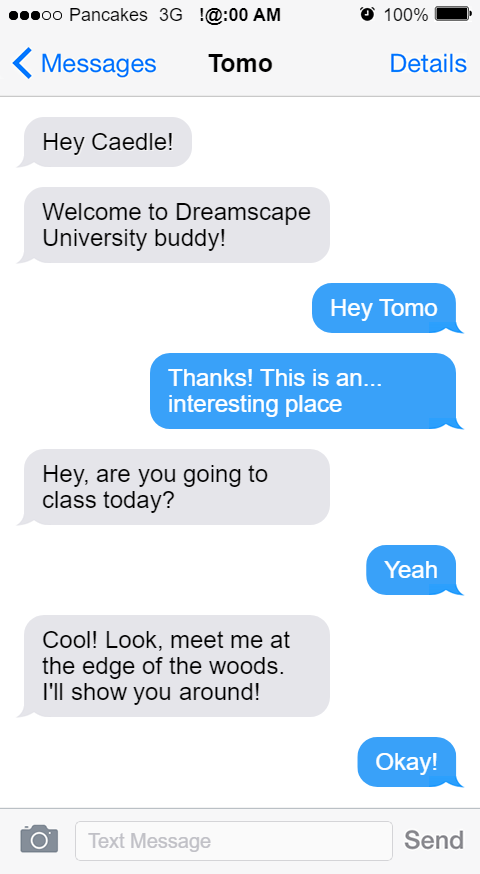 Pancakes 3G !@:00 AM 100%
Messages Tomo Details
Hey Caedle!
Welcome to Dreamscape
University buddy!
Hey Tomo
Thanks! This is an...
interesting place
Hey, are you going to
class today?
Yeah
Cool! Look, meet me at
the edge of the woods.
I'll show you around!
Okay!
Text Message Send